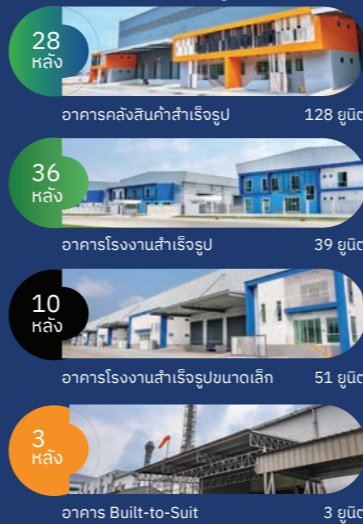 28
หลัง
อาคารคลังสินค้าสำเร็จรูป 128 ยูนิต
36
หลัง
อาคารโรงงานสำเร็จรูป 39 ยูนิต
10
หลัง
อาคารโรงงานสำเร็จรูปขนาดเล็ก 51 ยูนิต
3
หลัง
อาคาร Built-to-Suit 3 ยูนิต